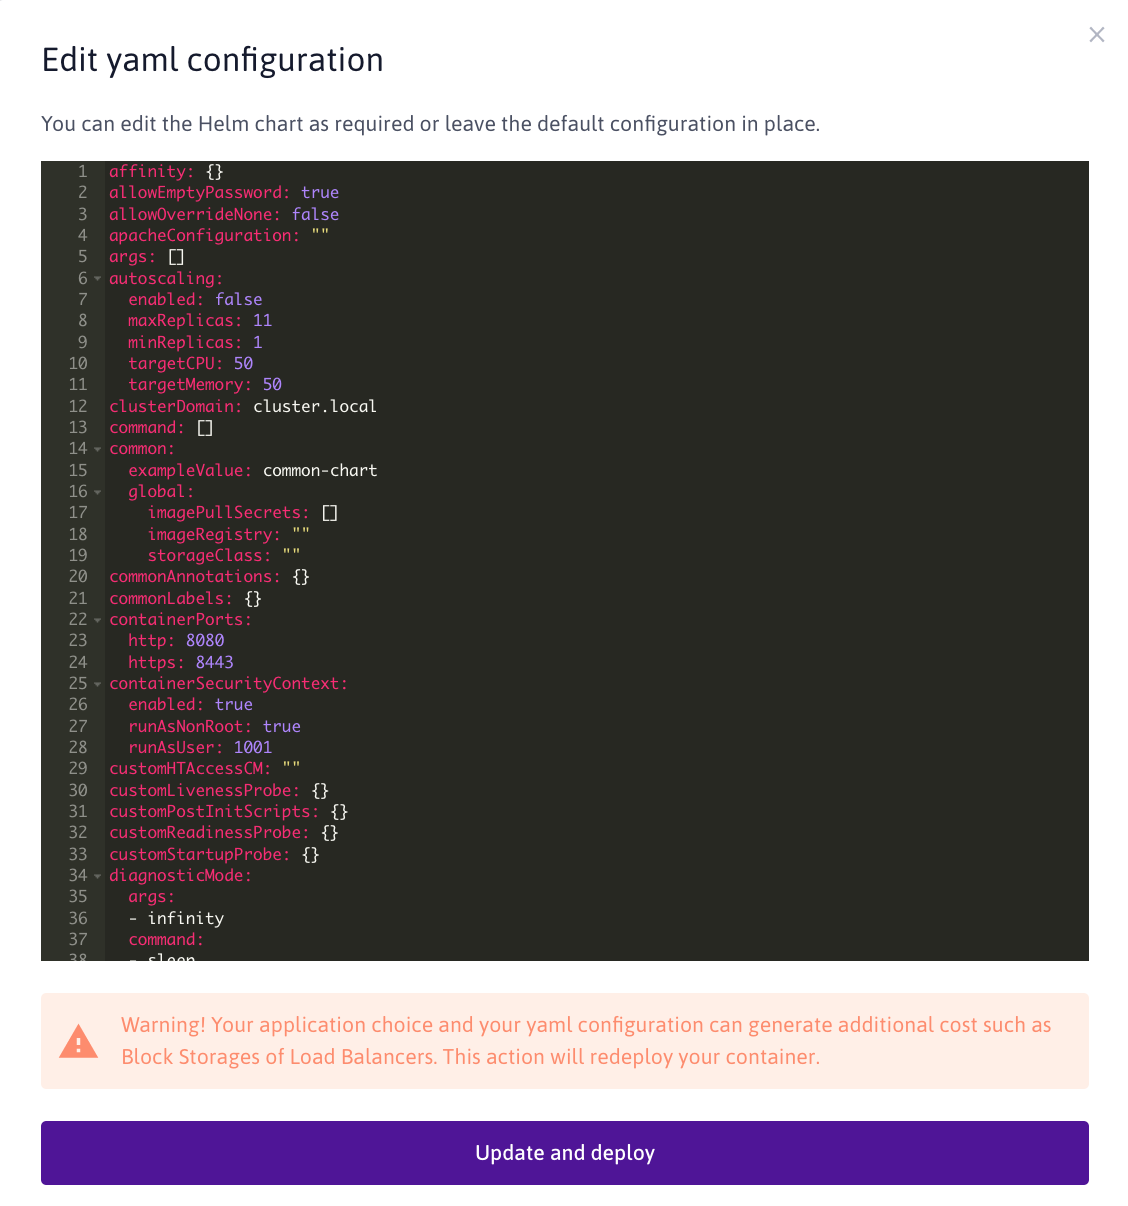 Edit yaml configuration
You can edit the Helm chart as required or leave the default configuration in place.
1 affinity: {}
2 allowEmptyPassword: true
3 allowOverrideNone: false
4 apacheConfiguration: ""
5 args: []
6 autoscaling:
7   enabled: false
8   maxReplicas: 11
9   minReplicas: 1
10   targetCPU: 50
11   targetMemory: 50
12 clusterDomain: cluster.local
13 command: []
14 common:
15   exampleValue: common-chart
16   global:
17     imagePullSecrets: []
18     imageRegistry: ""
19     storageClass: ""
20 commonAnnotations: {}
21 commonLabels: {}
22 containerPorts:
23   http: 8080
24   https: 8443
25 containerSecurityContext:
26   enabled: true
27   runAsNonRoot: true
28   runAsUser: 1001
29 customHTAccessCM: ""
30 customLivenessProbe: {}
31 customPostInitScripts: {}
32 customReadinessProbe: {}
33 customStartupProbe: {}
34 diagnosticMode:
35   args:
36   - infinity
37   command:
38   - sleep
Warning! Your application choice and your yaml configuration can generate additional cost such as
Block Storages of Load Balancers. This action will redeploy your container.
Update and deploy